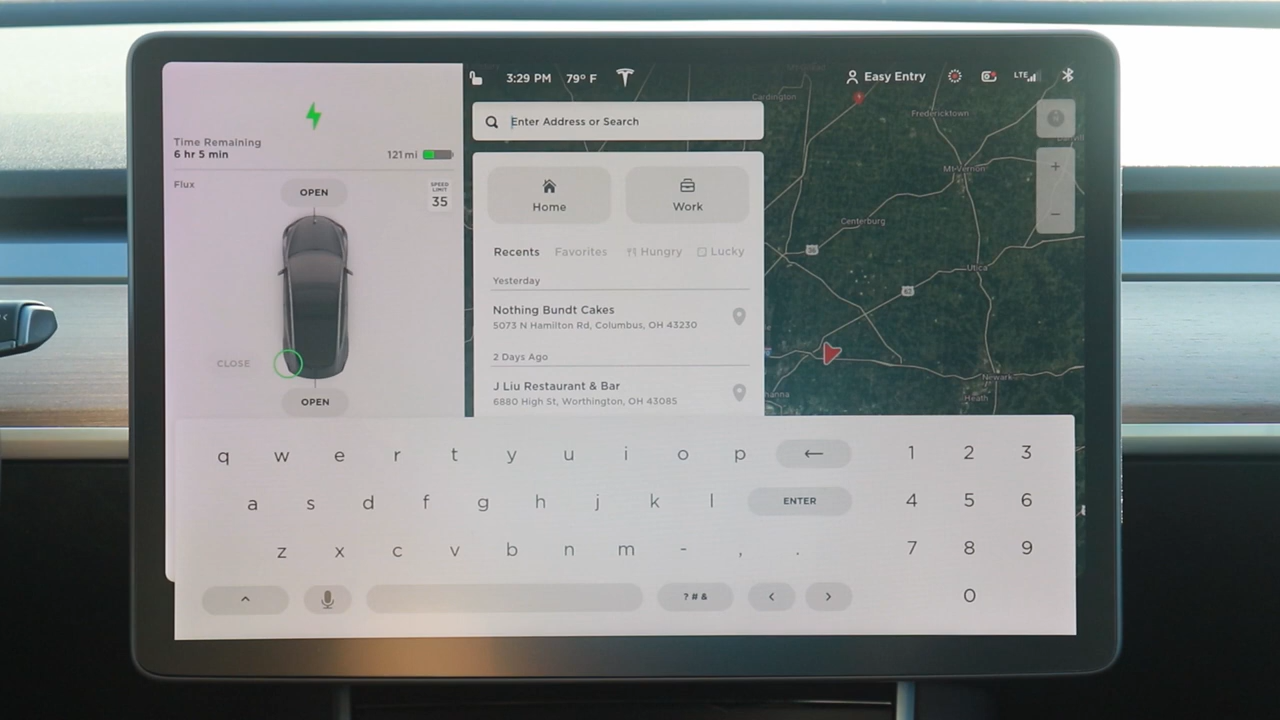 3:29 PM 79° F
Easy Entry
LTE
Time Remaining
6 hr 5 min
121 mi
Flux
OPEN
SPEED
LIMIT
35
CLOSE
OPEN
Enter Address or Search
Home
Work
Recents Favorites Hungry Lucky
Yesterday
Nothing Bundt Cakes
5073 N Hamilton Rd, Columbus, OH 43230
2 Days Ago
J Liu Restaurant & Bar
6880 High St, Worthington, OH 43085
Cardington
Fredericktown
Mt Vernon
Centerburg
36
Utica
62
Newark
Heath
+
−
q w e r t y u i o p ← 1 2 3
a s d f g h j k l ENTER 4 5 6
z x c v b n m - , . 7 8 9
^ ? # & < > 0